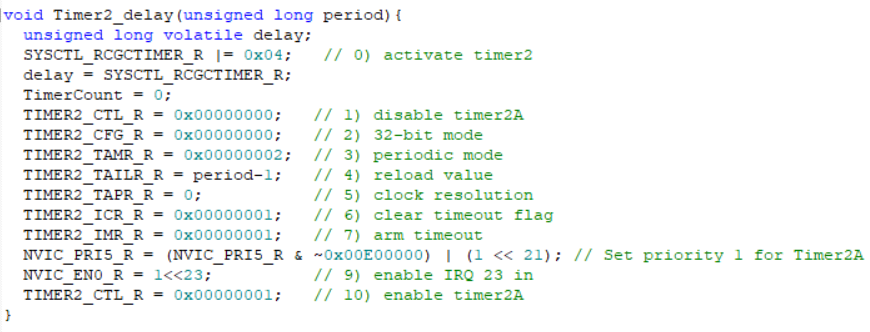 void Timer2_delay(unsigned long period){
  unsigned long volatile delay;
  SYSCTL_RCGCTIMER_R |= 0x04;   // 0) activate timer2
  delay = SYSCTL_RCGCTIMER_R;
  TimerCount = 0;
  TIMER2_CTL_R = 0x00000000;   // 1) disable timer2A
  TIMER2_CFG_R = 0x00000000;   // 2) 32-bit mode
  TIMER2_TAMR_R = 0x00000002;  // 3) periodic mode
  TIMER2_TAILR_R = period-1;   // 4) reload value
  TIMER2_TAPR_R = 0;           // 5) clock resolution
  TIMER2_ICR_R = 0x00000001;   // 6) clear timeout flag
  TIMER2_IMR_R = 0x00000001;   // 7) arm timeout
  NVIC_PRI5_R = (NVIC_PRI5_R & ~0x00E00000) | (1 << 21); // Set priority 1 for Timer2A
  NVIC_EN0_R = 1<<23;          // 9) enable IRQ 23 in
  TIMER2_CTL_R = 0x00000001;   // 10) enable timer2A
}